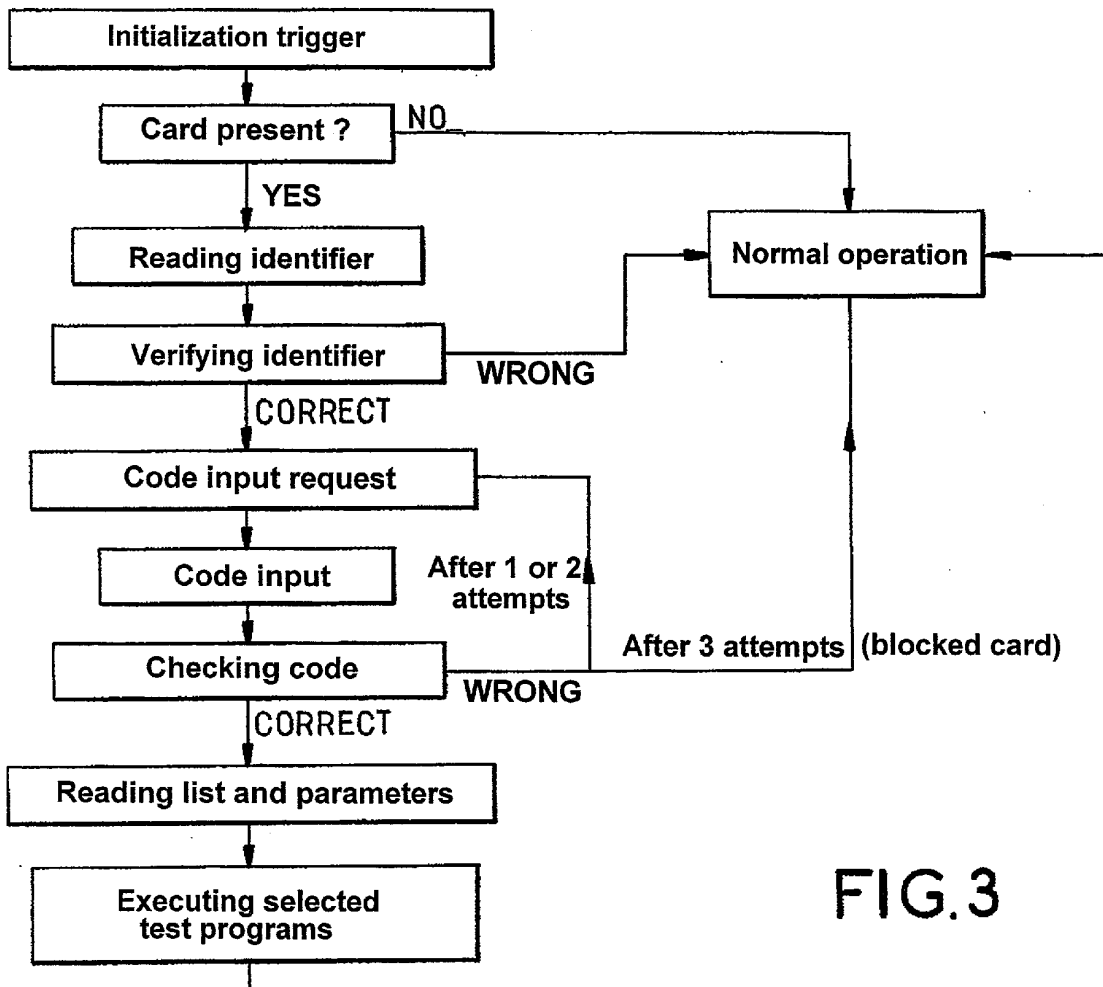 Initialization trigger
Card present ?
NO
YES
Reading identifier
Normal operation
Verifying identifier
WRONG
CORRECT
Code input request
Code input
After 1 or 2
attempts
Checking code
WRONG
After 3 attempts (blocked card)
CORRECT
Reading list and parameters
Executing selected
test programs
FIG.3